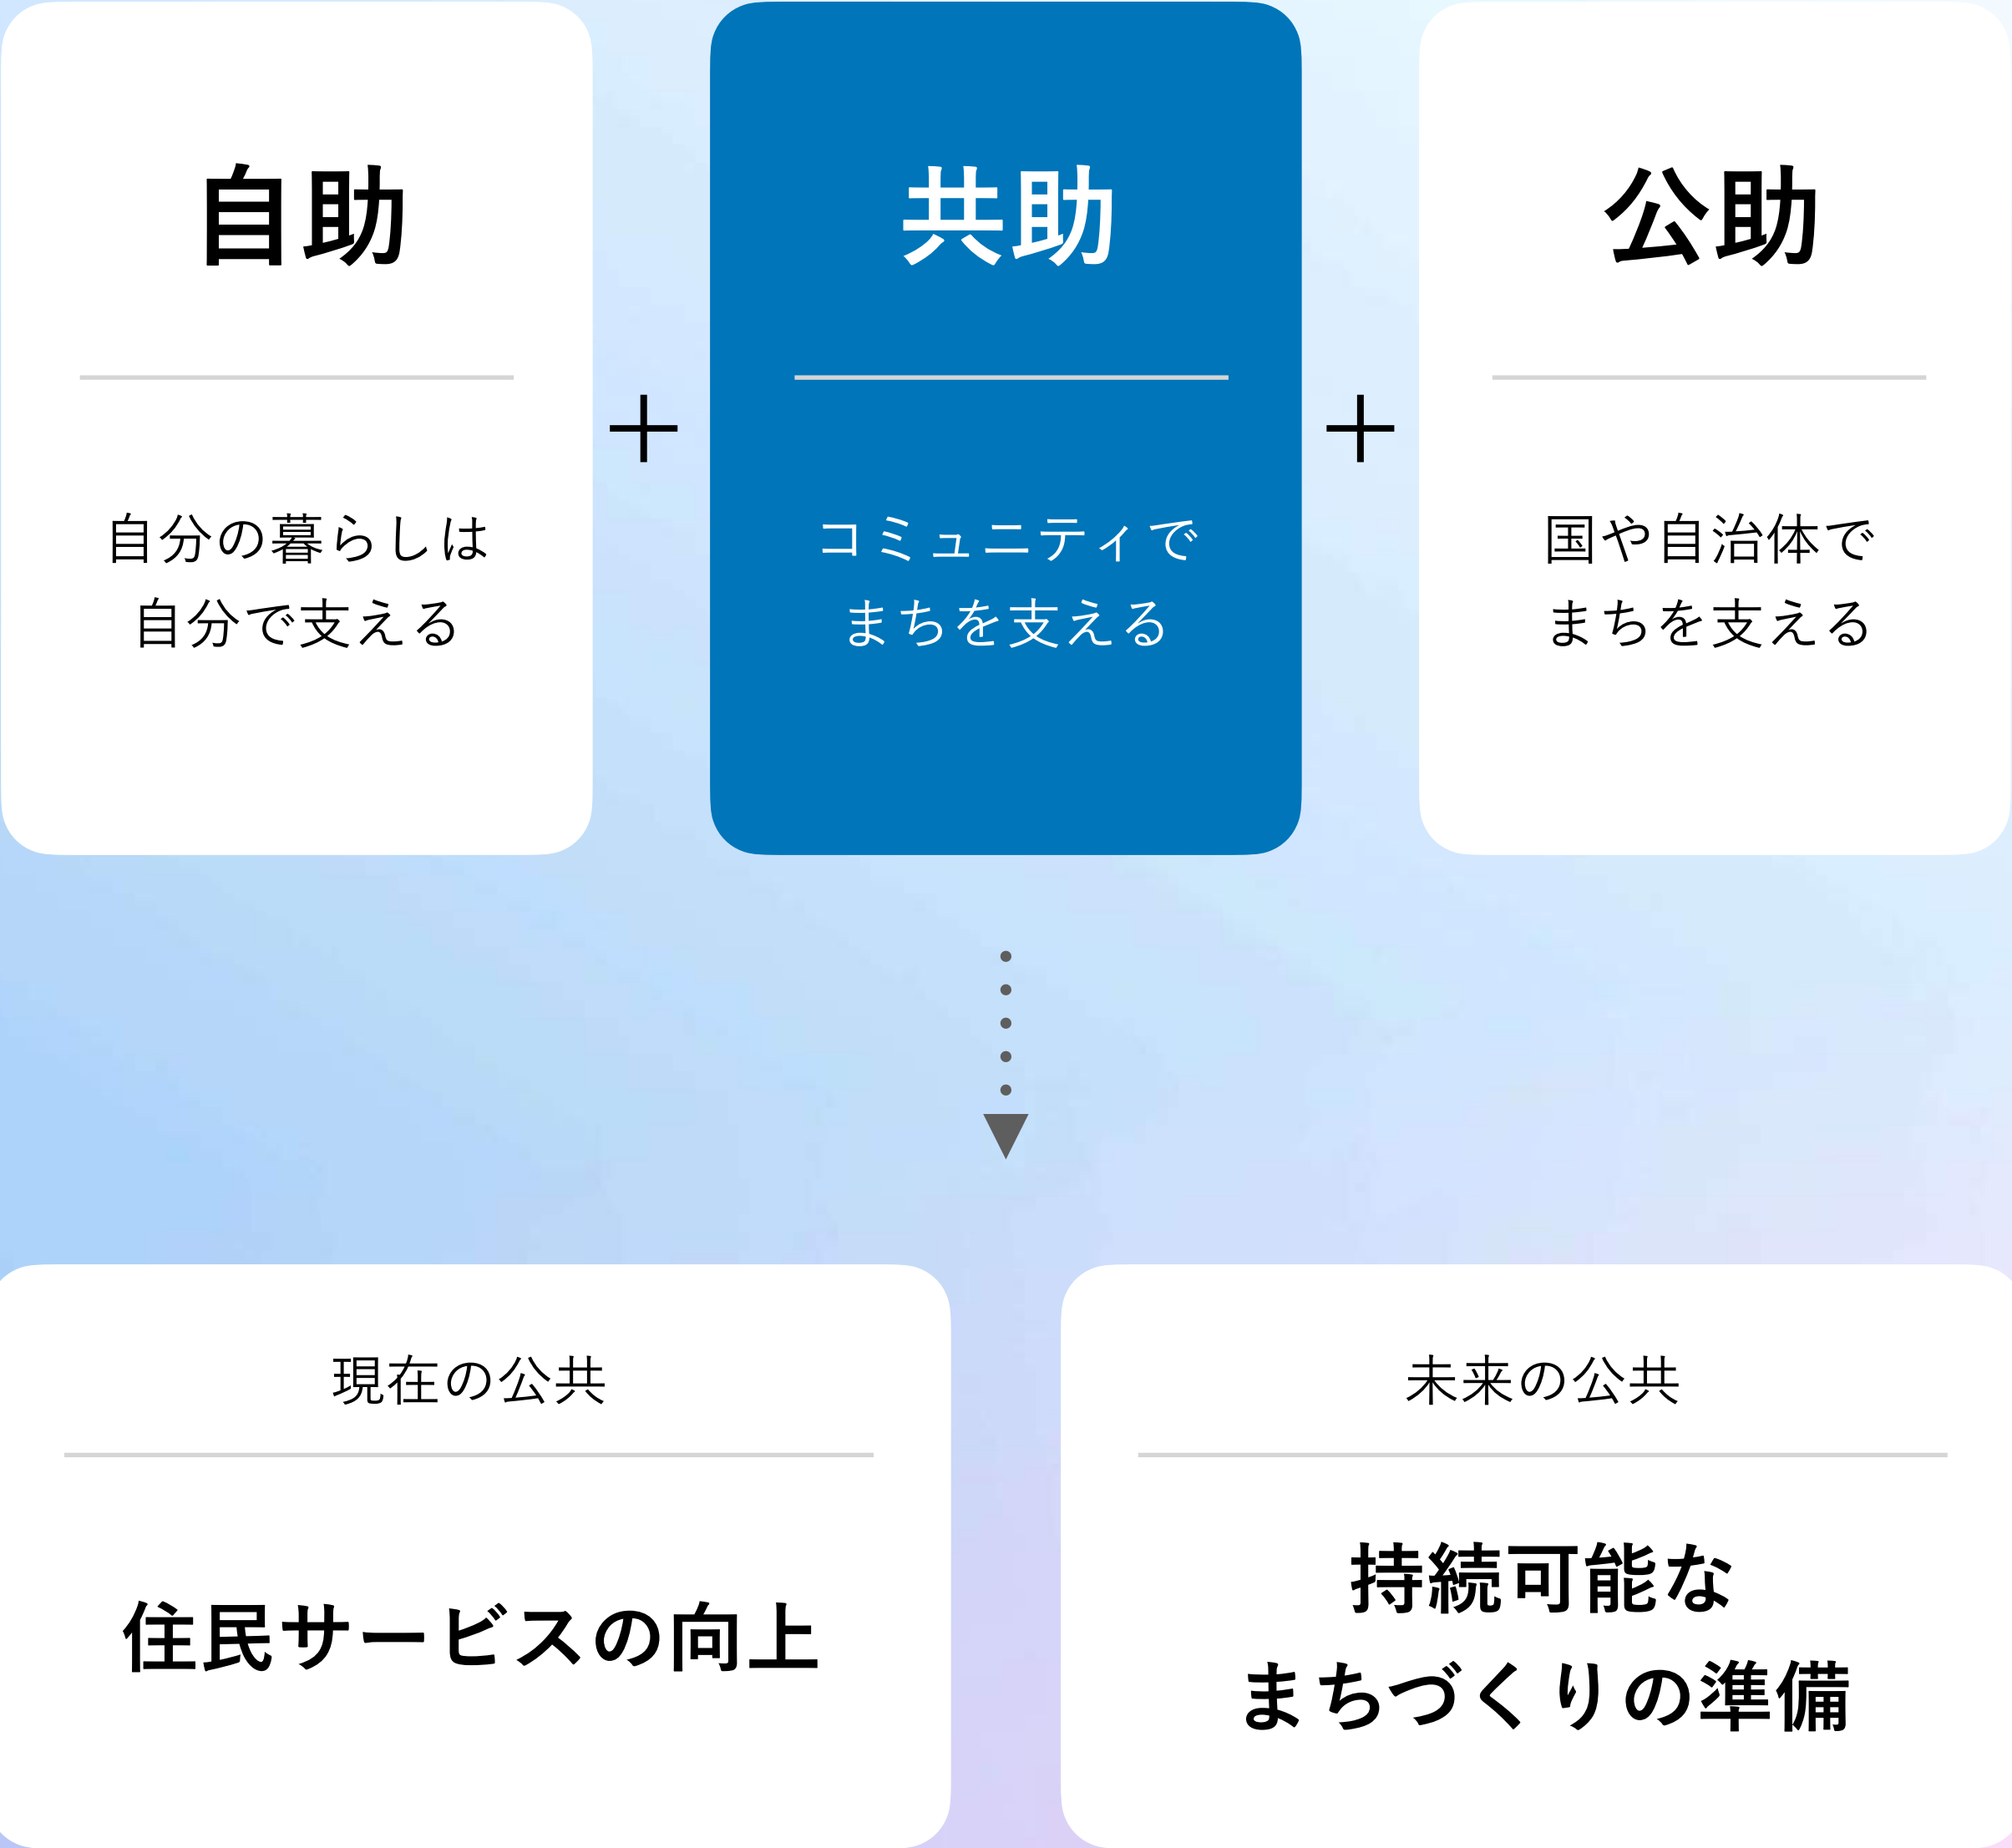 自助
自分の暮らしは
自分で支える
+
共助
コミュニティで
まちを支える
+
公助
国や自治体で
まちを支える
現在の公共
住民サービスの向上
未来の公共
持続可能な
まちづくりの準備